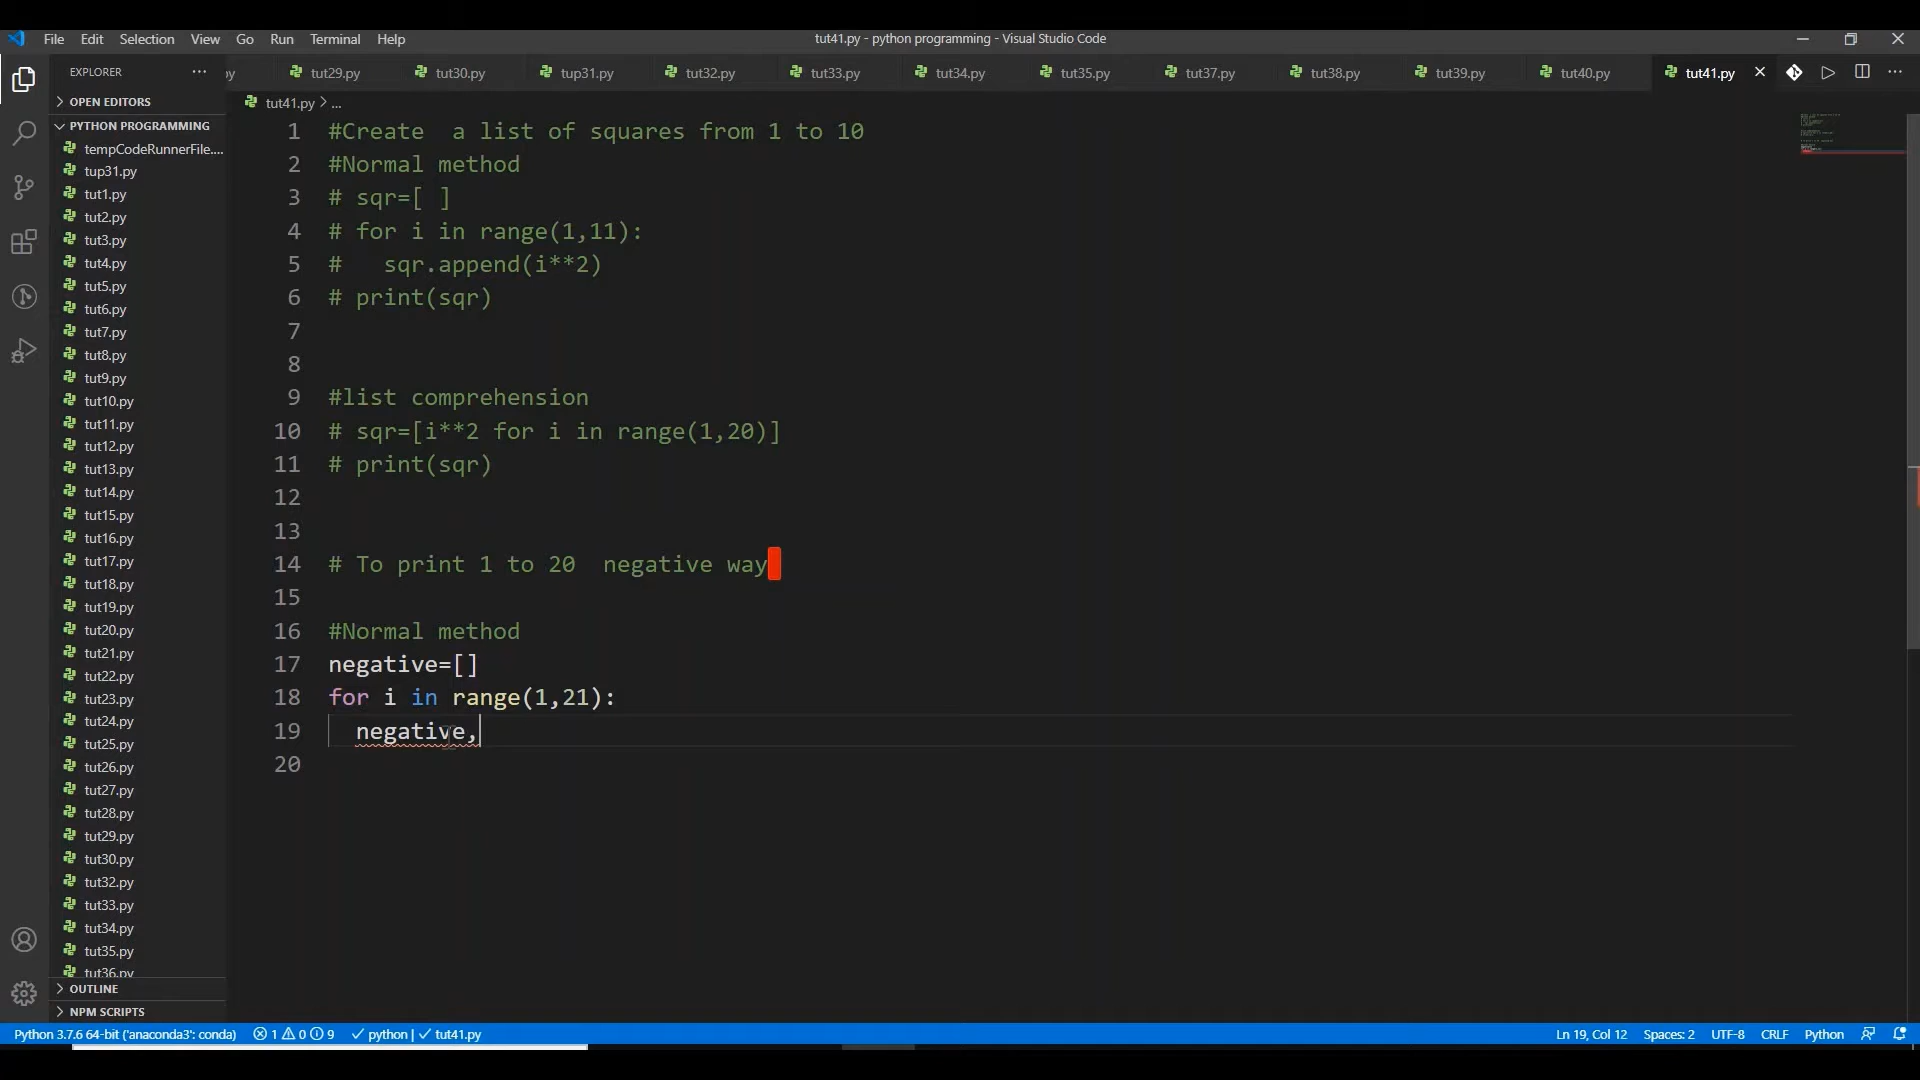 File Edit Selection View Go Run Terminal Help
tut41.py - python programming - Visual Studio Code
EXPLORER
py tut29.py tut30.py tup31.py tut32.py tut33.py tut34.py tut35.py tut37.py tut38.py tut39.py tut40.py tut41.py
OPEN EDITORS
PYTHON PROGRAMMING
tempCodeRunnerFile....
tup31.py
tut1.py
tut2.py
tut3.py
tut4.py
tut5.py
tut6.py
tut7.py
tut8.py
tut9.py
tut10.py
tut11.py
tut12.py
tut13.py
tut14.py
tut15.py
tut16.py
tut17.py
tut18.py
tut19.py
tut20.py
tut21.py
tut22.py
tut23.py
tut24.py
tut25.py
tut26.py
tut27.py
tut28.py
tut29.py
tut30.py
tut32.py
tut33.py
tut34.py
tut35.py
tut36.py
OUTLINE
NPM SCRIPTS
tut41.py > ...
1 #Create  a list of squares from 1 to 10
2 #Normal method
3 # sqr=[ ]
4 # for i in range(1,11):
5 #   sqr.append(i**2)
6 # print(sqr)
7
8
9 #list comprehension
10 # sqr=[i**2 for i in range(1,20)]
11 # print(sqr)
12
13
14 # To print 1 to 20  negative way
15
16 #Normal method
17 negative=[]
18 for i in range(1,21):
19   negative,
20
Python 3.7.6 64-bit ('anaconda3': conda) 1 0 9 python | tut41.py Ln 19, Col 12 Spaces: 2 UTF-8 CRLF Python